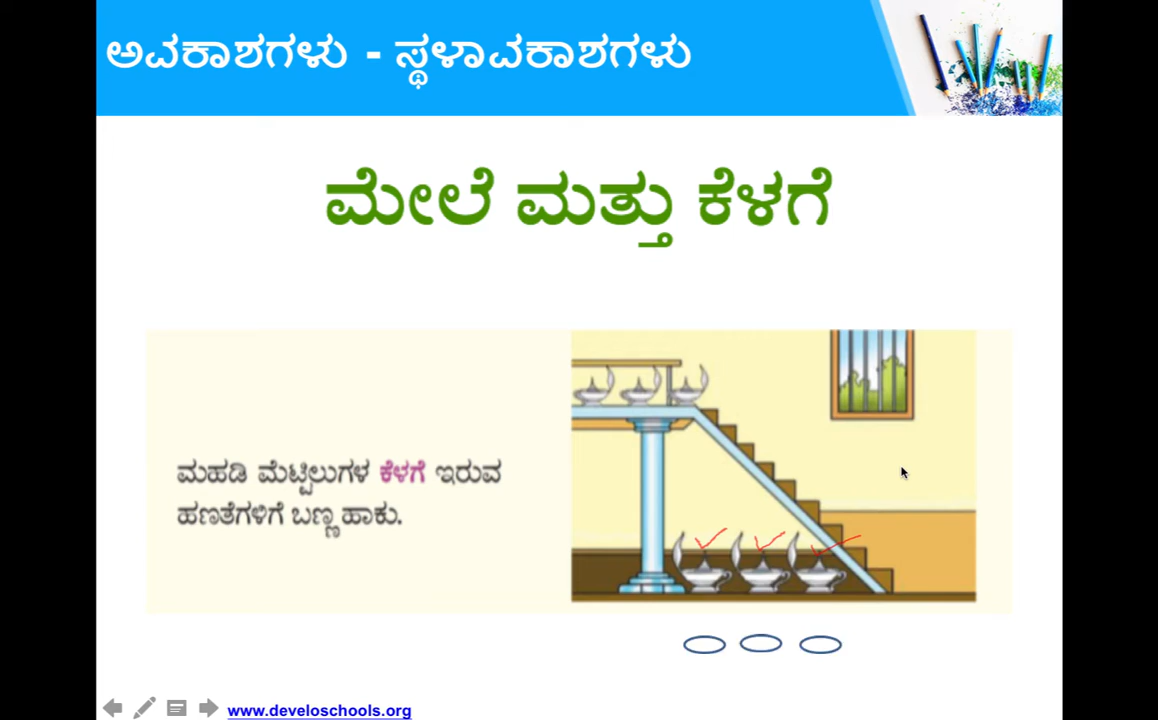 ಅವಕಾಶಗಳು - ಸ್ಥಳಾವಕಾಶಗಳು
ಮೇಲೆ ಮತ್ತು ಕೆಳಗೆ
ಮಹಡಿ ಮೆಟ್ಟಿಲುಗಳ ಕೆಳಗೆ ಇರುವ
ಹಣತೆಗಳಿಗೆ ಬಣ್ಣ ಹಾಕು.
www.develoschools.org